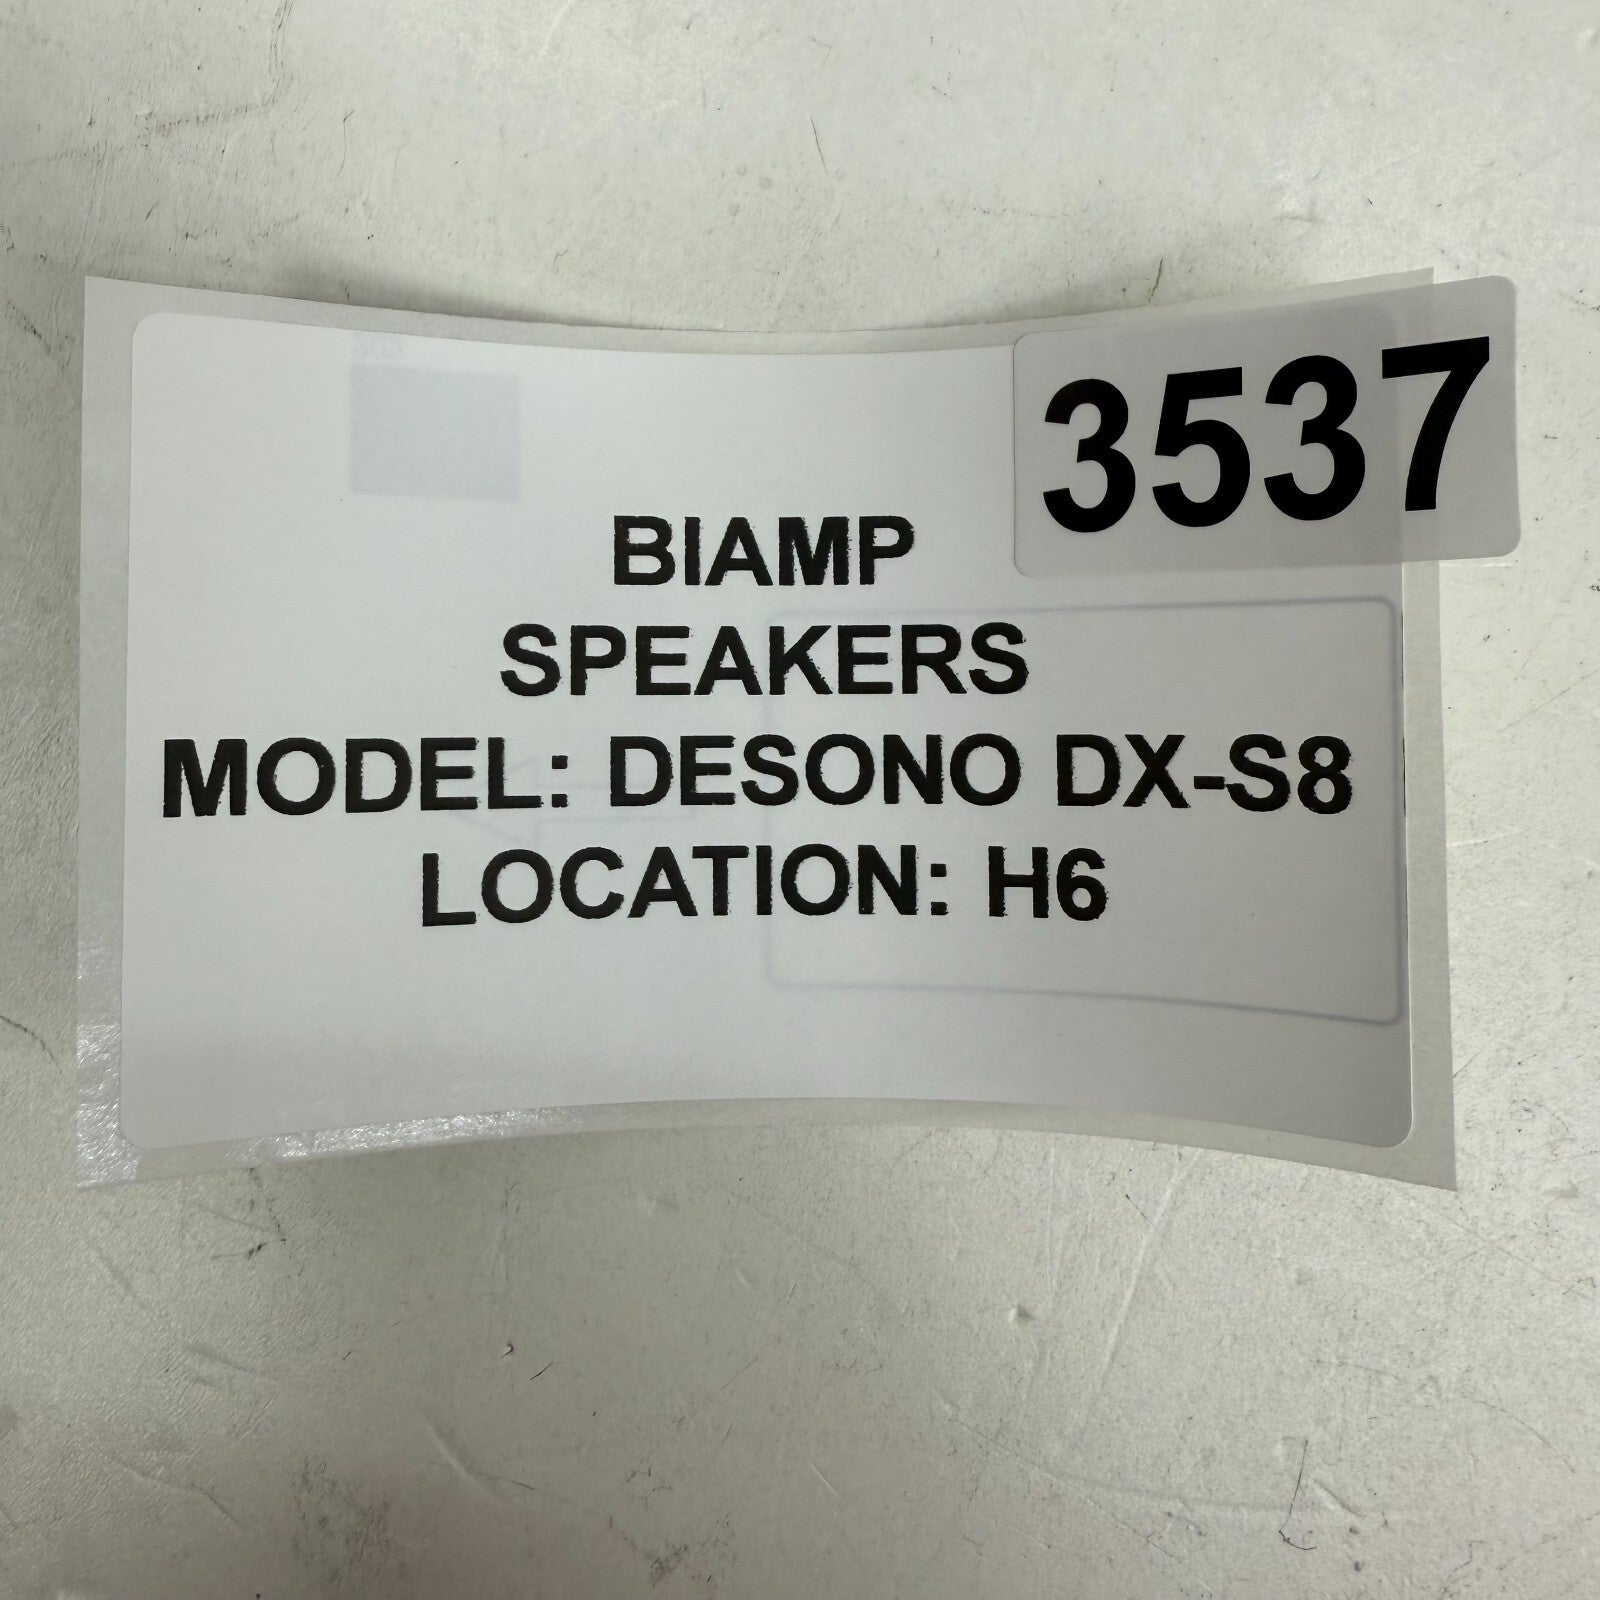 3537
BIAMP
SPEAKERS
MODEL: DESONO DX-S8
LOCATION: H6